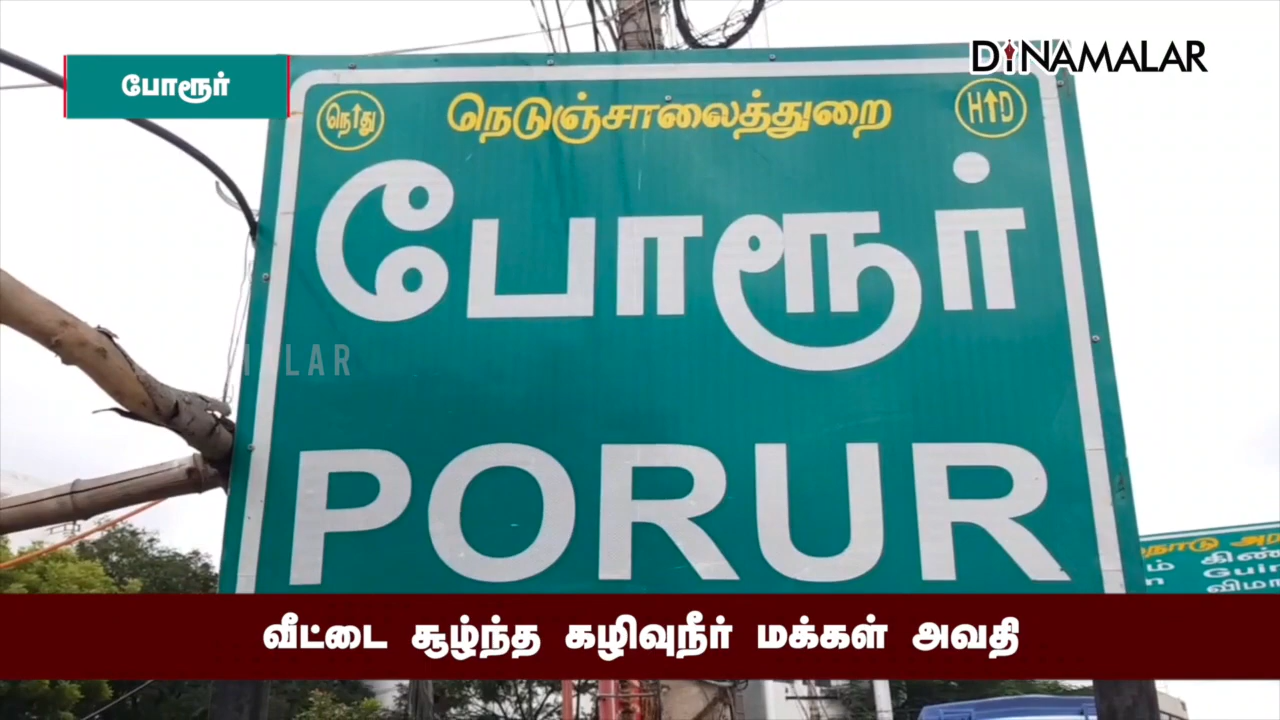 DINAMALAR
போரூர்
நெ↑து
நெடுஞ்சாலைத்துறை
H↑D
போரூர்
PORUR
வீட்டை சூழ்ந்த கழிவுநீர் மக்கள் அவதி